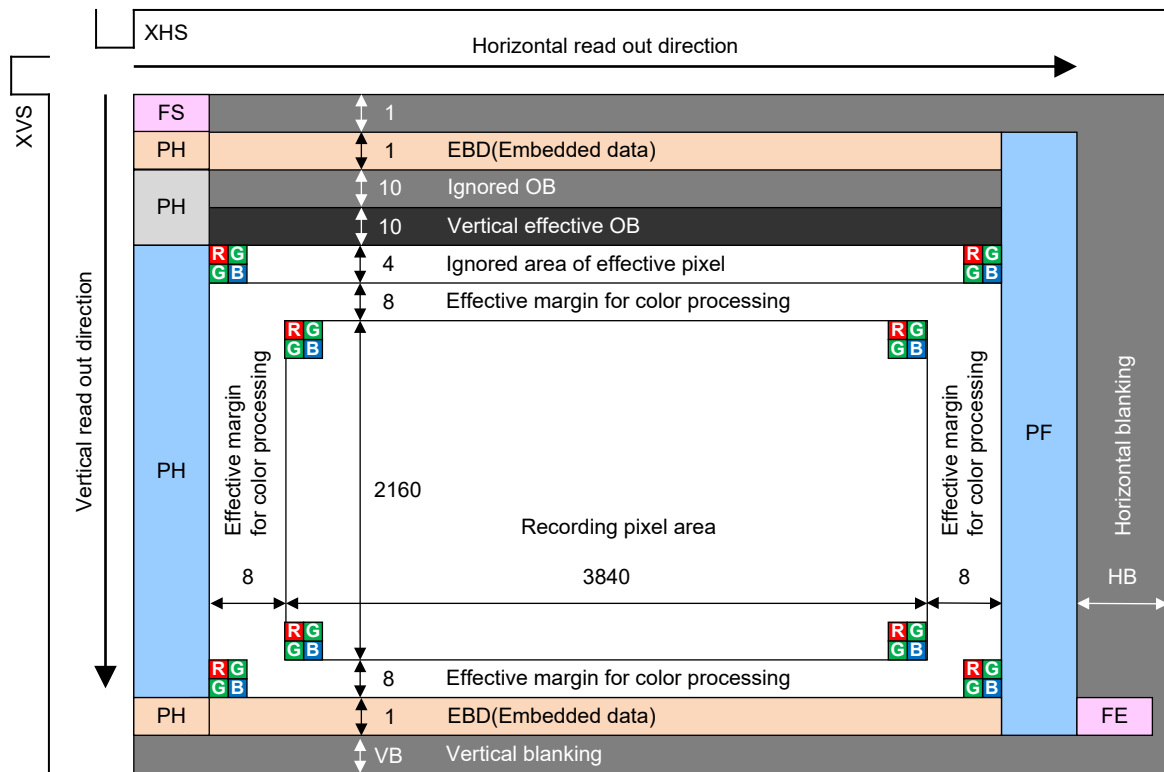 XHS
Horizontal read out direction
XVS
FS
1
PH
1
EBD(Embedded data)
PH
10
Ignored OB
10
Vertical effective OB
R G
G B
4
Ignored area of effective pixel
R G
G B
8
Effective margin for color processing
R G
G B
R G
G B
Vertical read out direction
PH
Effective margin
for color processing
2160
Recording pixel area
Effective margin
for color processing
PF
Horizontal blanking
8
3840
8
HB
R G
G B
R G
G B
R G
G B
8
Effective margin for color processing
R G
G B
PH
1
EBD(Embedded data)
FE
VB
Vertical blanking